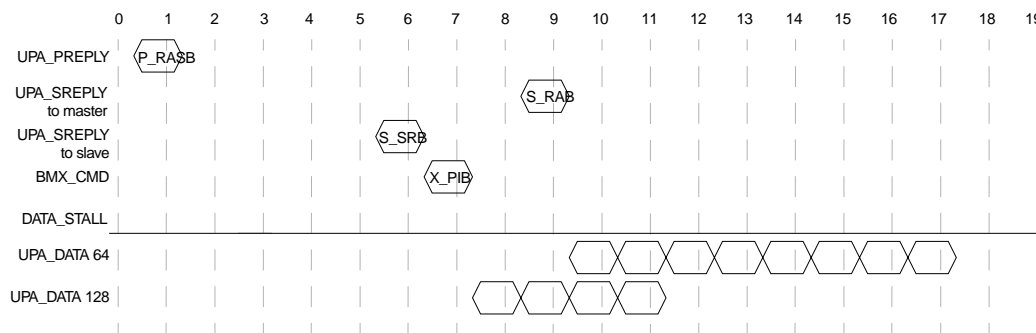 0 1 2 3 4 5 6 7 8 9 10 11 12 13 14 15 16 17 18 19
UPA_PREPLY P_RASB
UPA_SREPLY
to master S_RAB
UPA_SREPLY
to slave S_SRB
BMX_CMD X_PIB
DATA_STALL
UPA_DATA 64
UPA_DATA 128